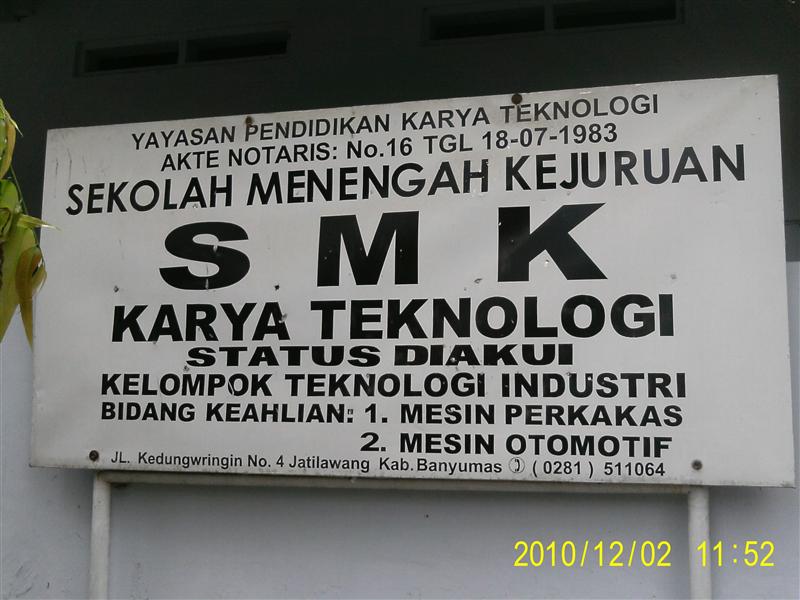 YAYASAN PENDIDIKAN KARYA TEKNOLOGI
AKTE NOTARIS: No.16 TGL 18-07-1983
SEKOLAH MENENGAH KEJURUAN
SMK
KARYA TEKNOLOGI
STATUS DIAKUI
KELOMPOK TEKNOLOGI INDUSTRI
BIDANG KEAHLIAN: 1. MESIN PERKAKAS
2. MESIN OTOMOTIF
JL. Kedungwringin No. 4 Jatilawang Kab. Banyumas ✆ ( 0281 ) 511064
2010/12/02 11:52